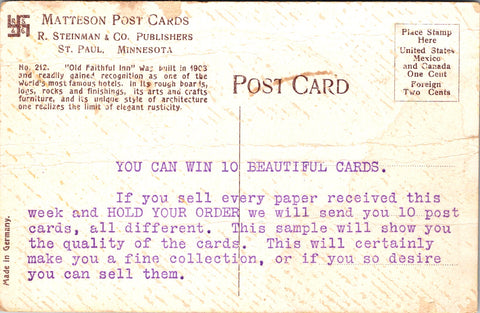 MATTESON POST CARDS
R. STEINMAN & CO. PUBLISHERS
ST. PAUL, MINNESOTA
No. 212. "Old Faithful Inn" was built in 1903
and readily gained recognition as one of the
world's most famous hotels. In its rough boards,
logs, rocks and finishings, its arts and crafts
furniture, and its unique style of architecture
one realizes the limit of elegant rusticity.
POST CARD
Place Stamp
Here
United States
Mexico
and Canada
One Cent
Foreign
Two Cents
YOU CAN WIN 10 BEAUTIFUL CARDS.
If you sell every paper received this
week and HOLD YOUR ORDER we will send you 10 post
cards, all different. This sample will show you
the quality of the cards. This will certainly
make you a fine collection, or if you so desire
you can sell them.
Made in Germany.